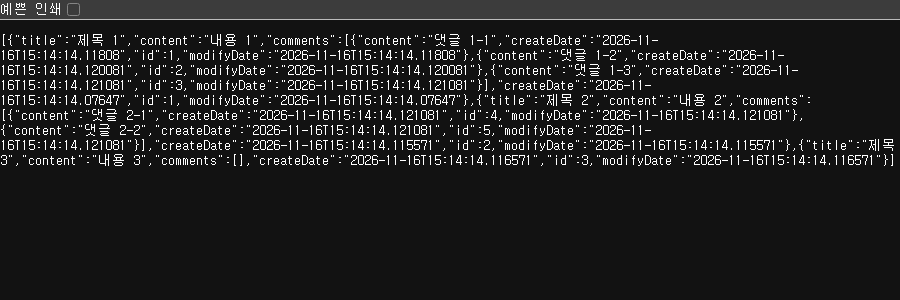 예쁜 인쇄
[{"title":"제목 1","content":"내용 1","comments":[{"content":"댓글 1-1","createDate":"2026-11-
16T15:14:14.11808","id":1,"modifyDate":"2026-11-16T15:14:14.11808"},{"content":"댓글 1-2","createDate":"2026-11-
16T15:14:14.120081","id":2,"modifyDate":"2026-11-16T15:14:14.120081"},{"content":"댓글 1-3","createDate":"2026-11-
16T15:14:14.121081","id":3,"modifyDate":"2026-11-16T15:14:14.121081"}],"createDate":"2026-11-
16T15:14:14.07647","id":1,"modifyDate":"2026-11-16T15:14:14.07647"},{"title":"제목 2","content":"내용 2","comments":
[{"content":"댓글 2-1","createDate":"2026-11-16T15:14:14.121081","id":4,"modifyDate":"2026-11-16T15:14:14.121081"},
{"content":"댓글 2-2","createDate":"2026-11-16T15:14:14.121081","id":5,"modifyDate":"2026-11-
16T15:14:14.121081"}],"createDate":"2026-11-16T15:14:14.115571","id":2,"modifyDate":"2026-11-16T15:14:14.115571"},{"title":"제목
3","content":"내용 3","comments":[],"createDate":"2026-11-16T15:14:14.116571","id":3,"modifyDate":"2026-11-16T15:14:14.116571"}]